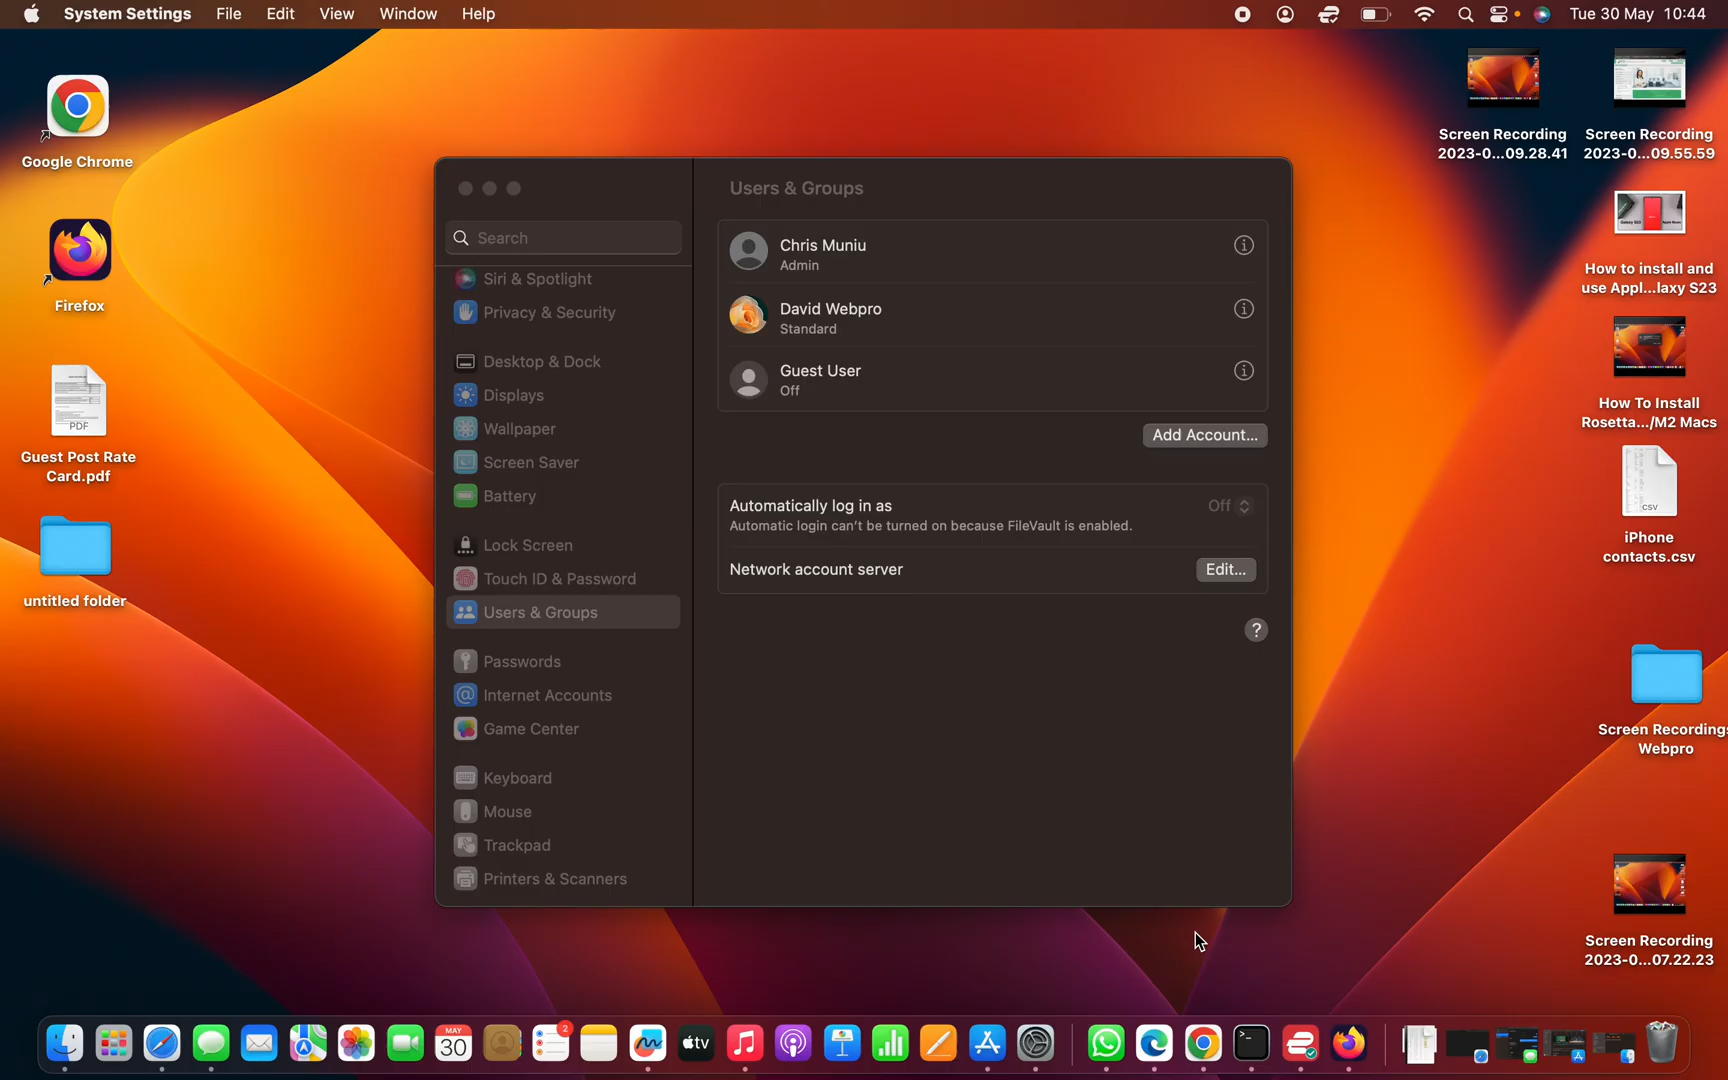 System Settings File Edit View Window Help Tue 30 May 10:44
Google Chrome
Firefox
PDF
Guest Post Rate
Card.pdf
untitled folder
Search
Siri & Spotlight
Privacy & Security
Desktop & Dock
Displays
Wallpaper
Screen Saver
Battery
Lock Screen
Touch ID & Password
Users & Groups
Passwords
Internet Accounts
Game Center
Keyboard
Mouse
Trackpad
Printers & Scanners
Users & Groups
Chris Muniu
Admin
David Webpro
Standard
Guest User
Off
Add Account...
Automatically log in as Off
Automatic login can't be turned on because FileVault is enabled.
Network account server Edit...
?
Screen Recording
2023-0...09.28.41
Screen Recording
2023-0...09.55.59
How to install and
use Appl...laxy S23
How To Install
Rosetta.../M2 Macs
CSV
iPhone
contacts.csv
Screen Recordings
Webpro
Screen Recording
2023-0...07.22.23
MAY
30
2
tv